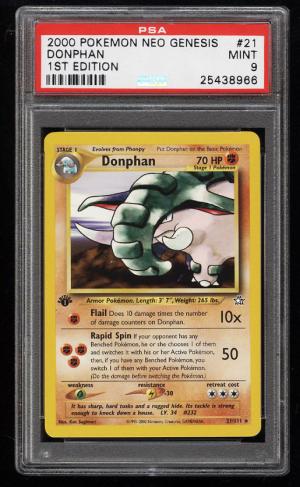 PSA
2000 POKEMON NEO GENESIS #21
DONPHAN MINT
1ST EDITION 9
25438966
STAGE 1 Evolves from Phanpy Put Donphan on the Basic Pokémon
Donphan 70 HP
Stage 1 Pokémon
Armor Pokémon. Length: 3' 7", Weight: 265 lbs.
Flail Does 10 damage times the number
of damage counters on Donphan. 10x
Rapid Spin If your opponent has any
Benched Pokémon, he or she chooses 1 of them
and switches it with his or her Active Pokémon,
then, if you have any Benched Pokémon, you
switch 1 of them with your Active Pokémon.
(Do the damage before switching the Pokémon.) 50
weakness resistance retreat cost
-30
It has sharp, hard tusks and a rugged hide. Its tackle is strong
enough to knock down a house. LV. 34 #232
Illus. Ken Sugimori
21/111